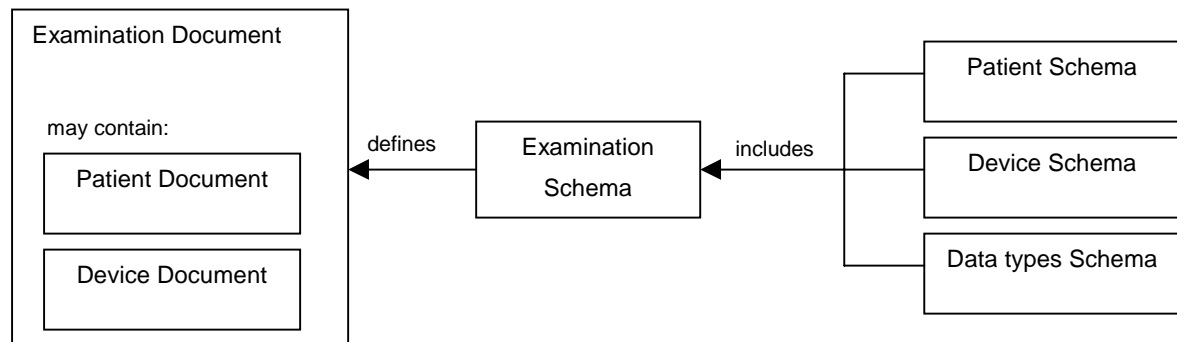 Examination Document
may contain:
Patient Document
Device Document
defines
Examination
Schema
includes
Patient Schema
Device Schema
Data types Schema